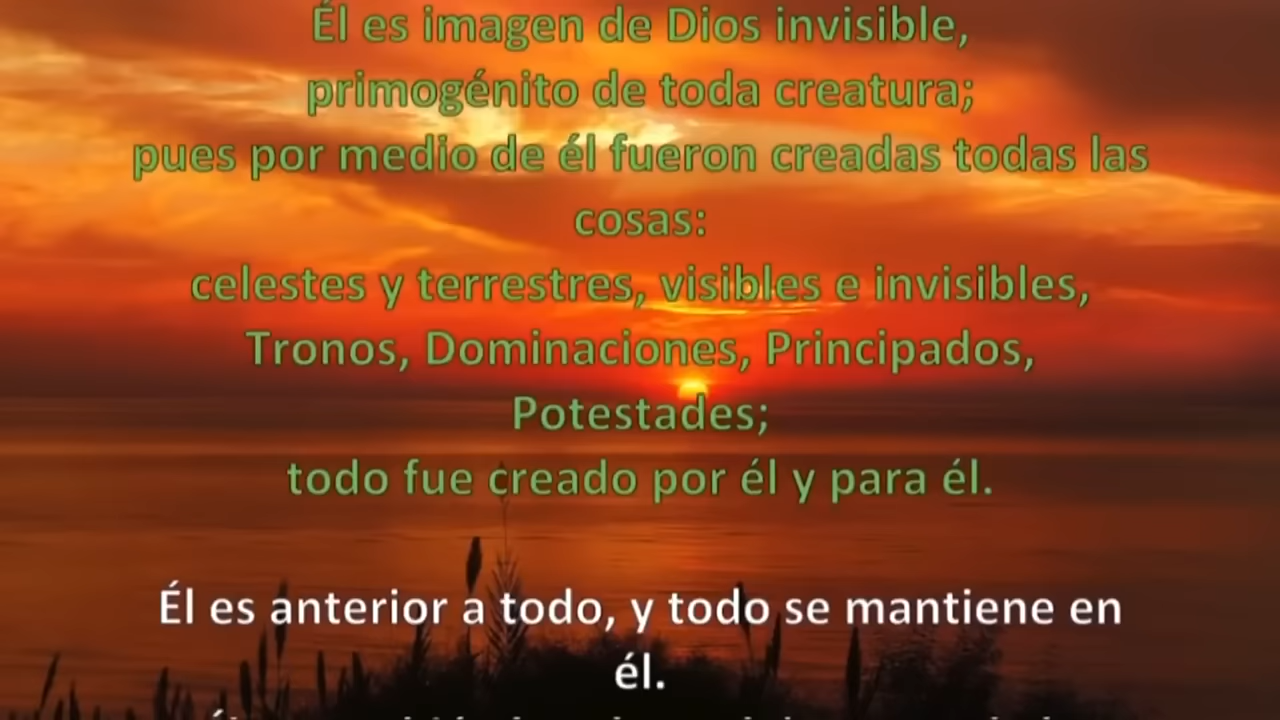 Él es imagen de Dios invisible,
primogénito de toda creatura;
pues por medio de él fueron creadas todas las
cosas:
celestes y terrestres, visibles e invisibles,
Tronos, Dominaciones, Principados,
Potestades;
todo fue creado por él y para él.
Él es anterior a todo, y todo se mantiene en
él.